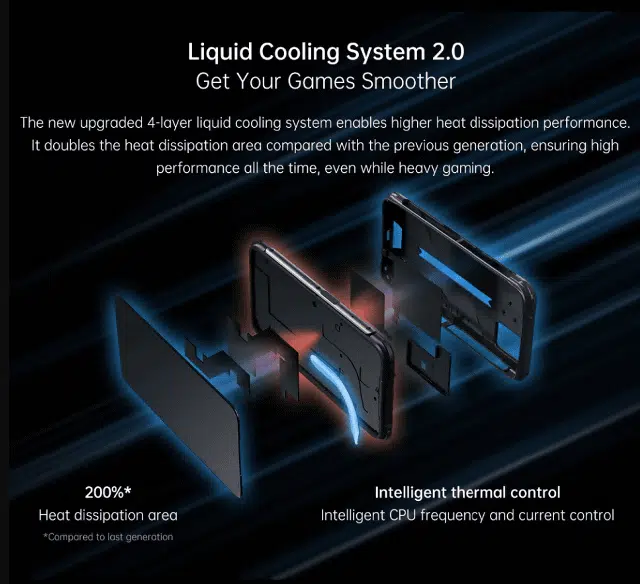 Liquid Cooling System 2.0
Get Your Games Smoother
The new upgraded 4-layer liquid cooling system enables higher heat dissipation performance.
It doubles the heat dissipation area compared with the previous generation, ensuring high
performance all the time, even while heavy gaming.
200%*
Heat dissipation area
*Compared to last generation
Intelligent thermal control
Intelligent CPU frequency and current control